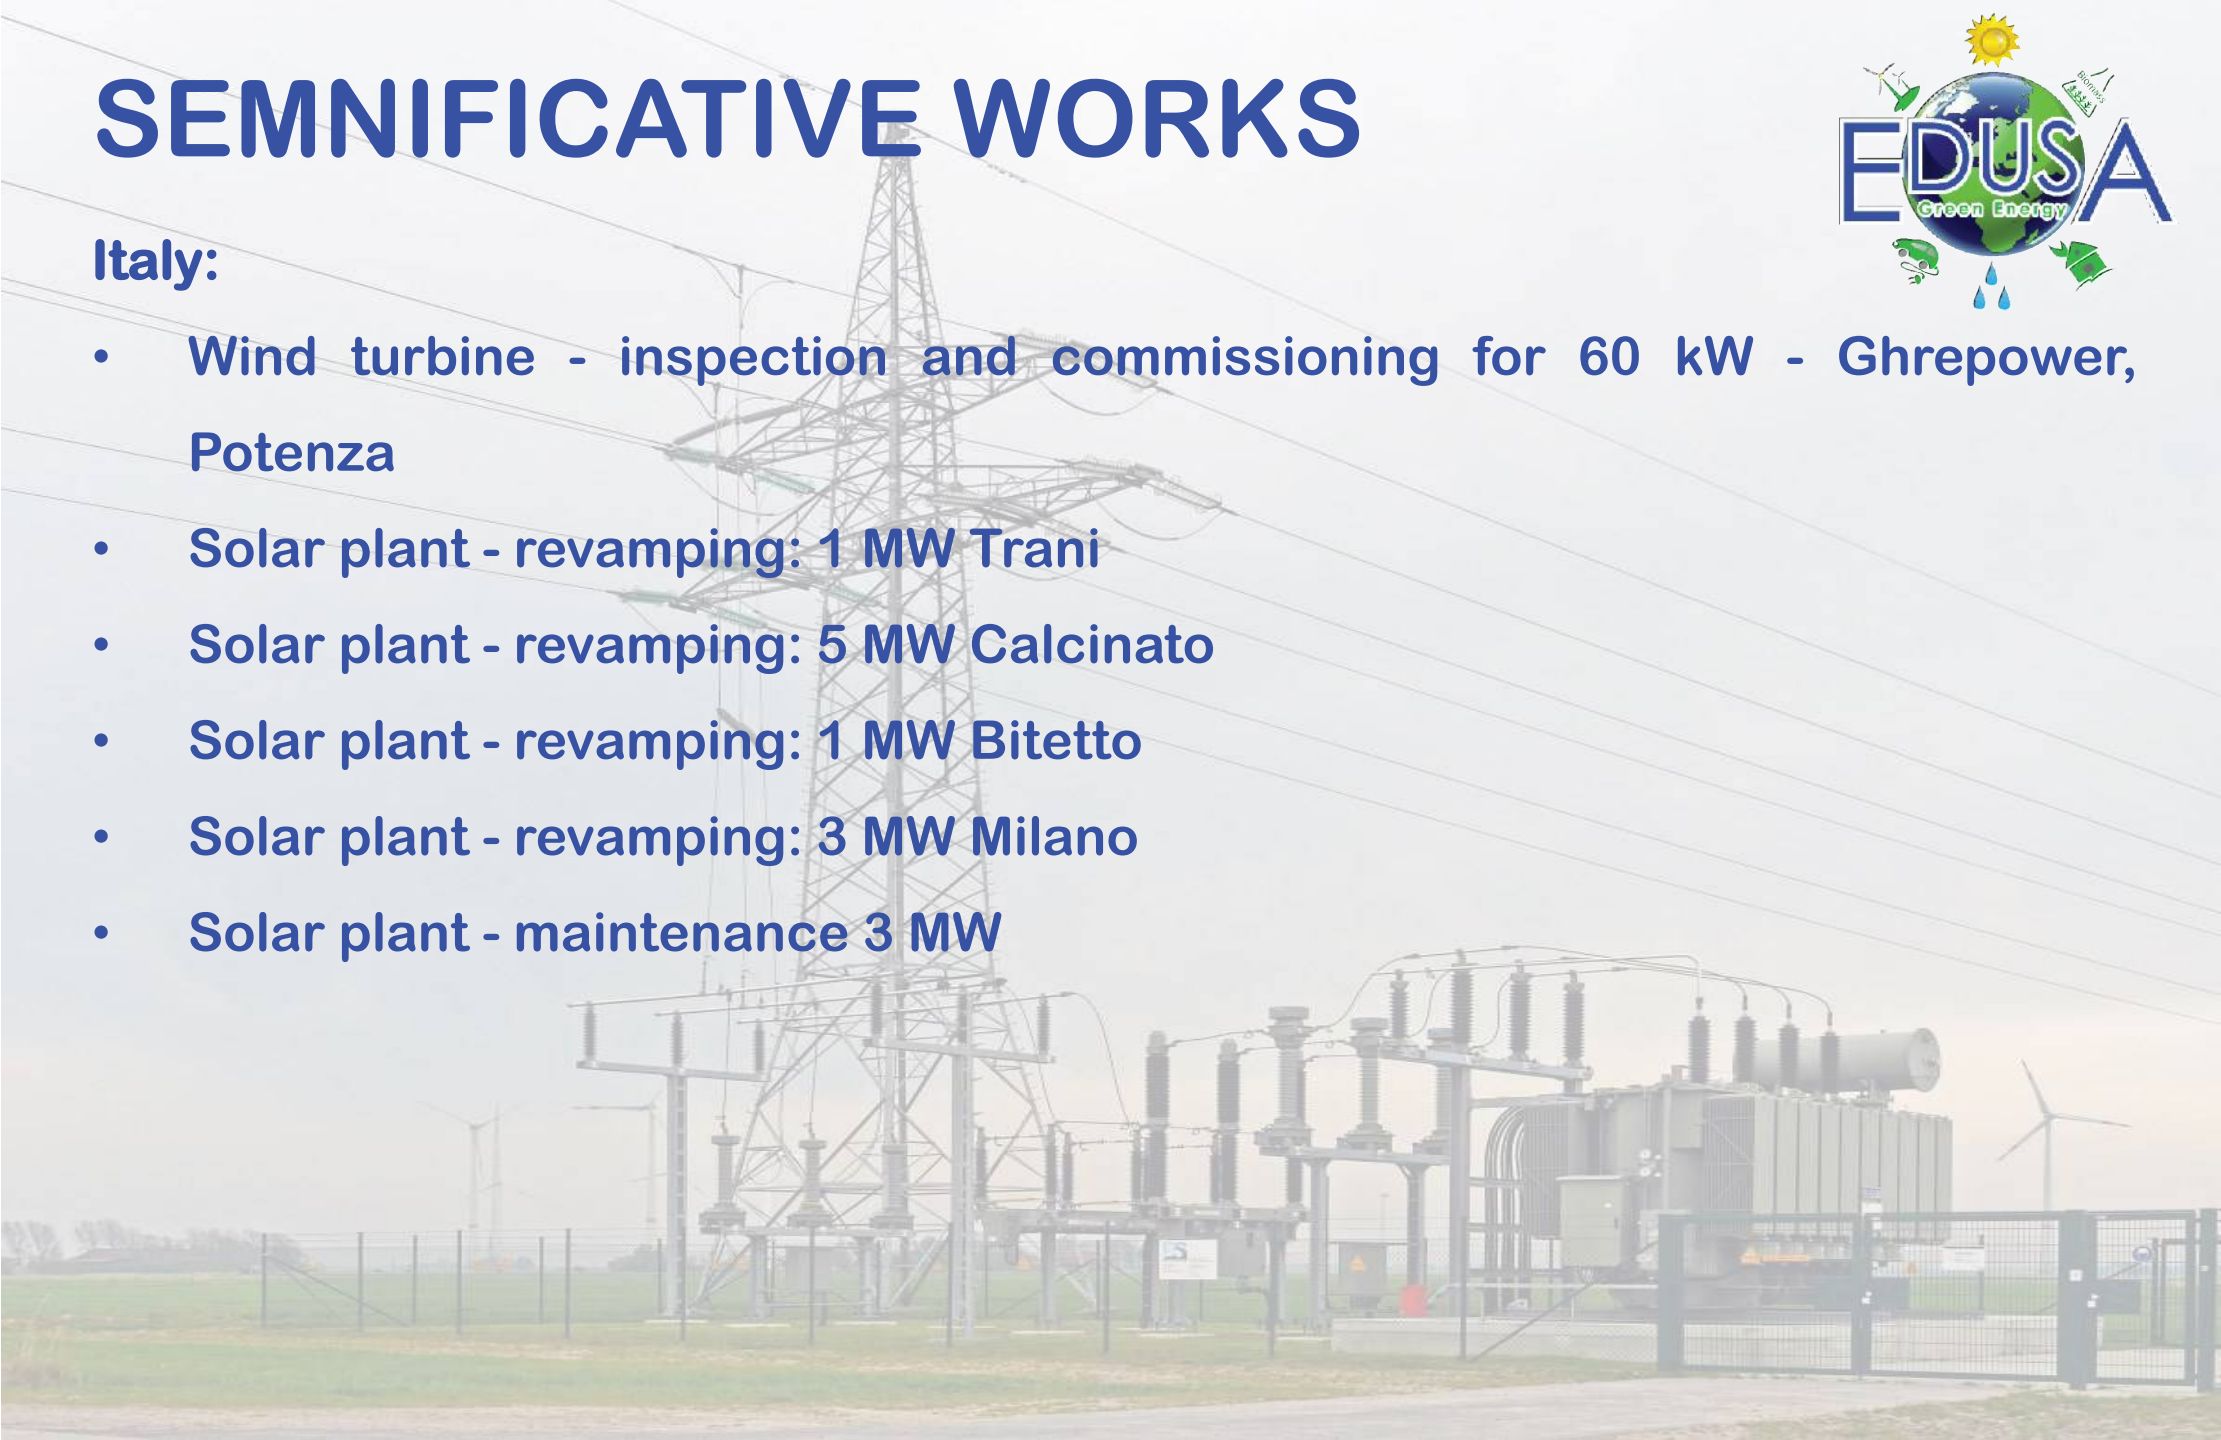 SEMNIFICATIVE WORKS
Biomass
EDUSA
Green Energy
Italy:
• Wind turbine - inspection and commissioning for 60 kW - Ghrepower,
Potenza
• Solar plant - revamping: 1 MW Trani
• Solar plant - revamping: 5 MW Calcinato
• Solar plant - revamping: 1 MW Bitetto
• Solar plant - revamping: 3 MW Milano
• Solar plant - maintenance 3 MW